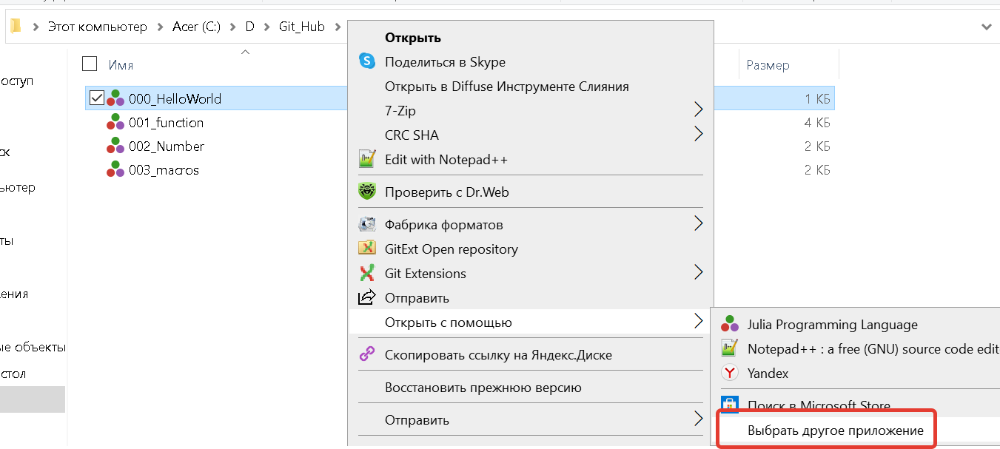 Этот компьютер > Acer (C:) > D > Git_Hub >
Имя
Размер
000_HelloWorld
1 КБ
001_function
4 КБ
002_Number
2 КБ
003_macros
2 КБ
оступ
ск
ьютер
ты
ения
ые объекты
стол
Открыть
Поделиться в Skype
Открыть в Diffuse Инструменте Слияния
7-Zip
CRC SHA
Edit with Notepad++
Проверить с Dr.Web
Фабрика форматов
GitExt Open repository
Git Extensions
Отправить
Открыть с помощью
Скопировать ссылку на Яндекс.Диске
Восстановить прежнюю версию
Отправить
Julia Programming Language
Notepad++ : a free (GNU) source code edit
Yandex
Поиск в Microsoft Store
Выбрать другое приложение